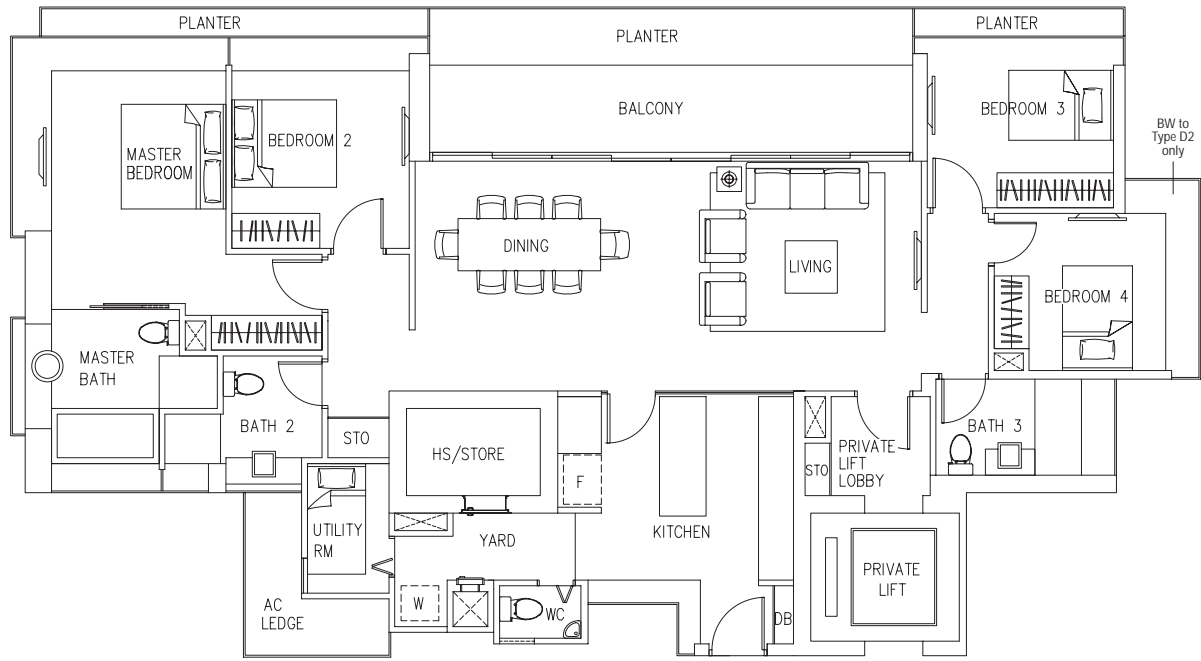 PLANTER
PLANTER
PLANTER
BALCONY
BEDROOM 3
BW to
Type D2
only
MASTER
BEDROOM
BEDROOM 2
DINING
LIVING
BEDROOM 4
MASTER
BATH
BATH 2
STO
HS/STORE
F
KITCHEN
STO
PRIVATE
LIFT
LOBBY
BATH 3
UTILITY
RM
YARD
W
WC
DB
PRIVATE
LIFT
AC
LEDGE